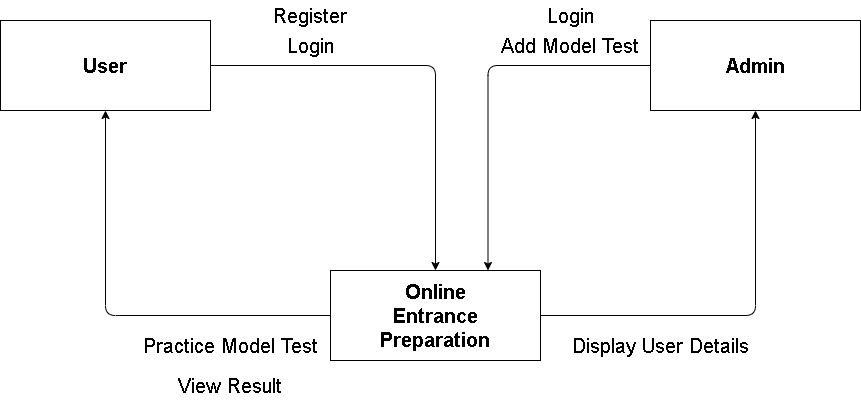 Register
Login
Login
Add Model Test
User
Admin
Online
Entrance
Preparation
Practice Model Test
View Result
Display User Details